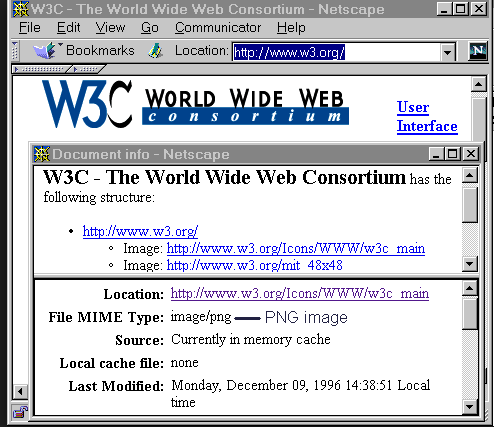 W3C - The World Wide Web Consortium - Netscape
File Edit View Go Communicator Help
Bookmarks Location: http://www.w3.org/
N
W3C WORLD WIDE WEB
consortium
User
Interface
Document info - Netscape
W3C - The World Wide Web Consortium has the
following structure:
http://www.w3.org/
Image: http://www.w3.org/Icons/WWW/w3c_main
Image: http://www.w3.org/mit_48x48
Location: http://www.w3.org/Icons/WWW/w3c_main
File MIME Type: image/png PNG image
Source: Currently in memory cache
Local cache file: none
Last Modified: Monday, December 09, 1996 14:38:51 Local
time